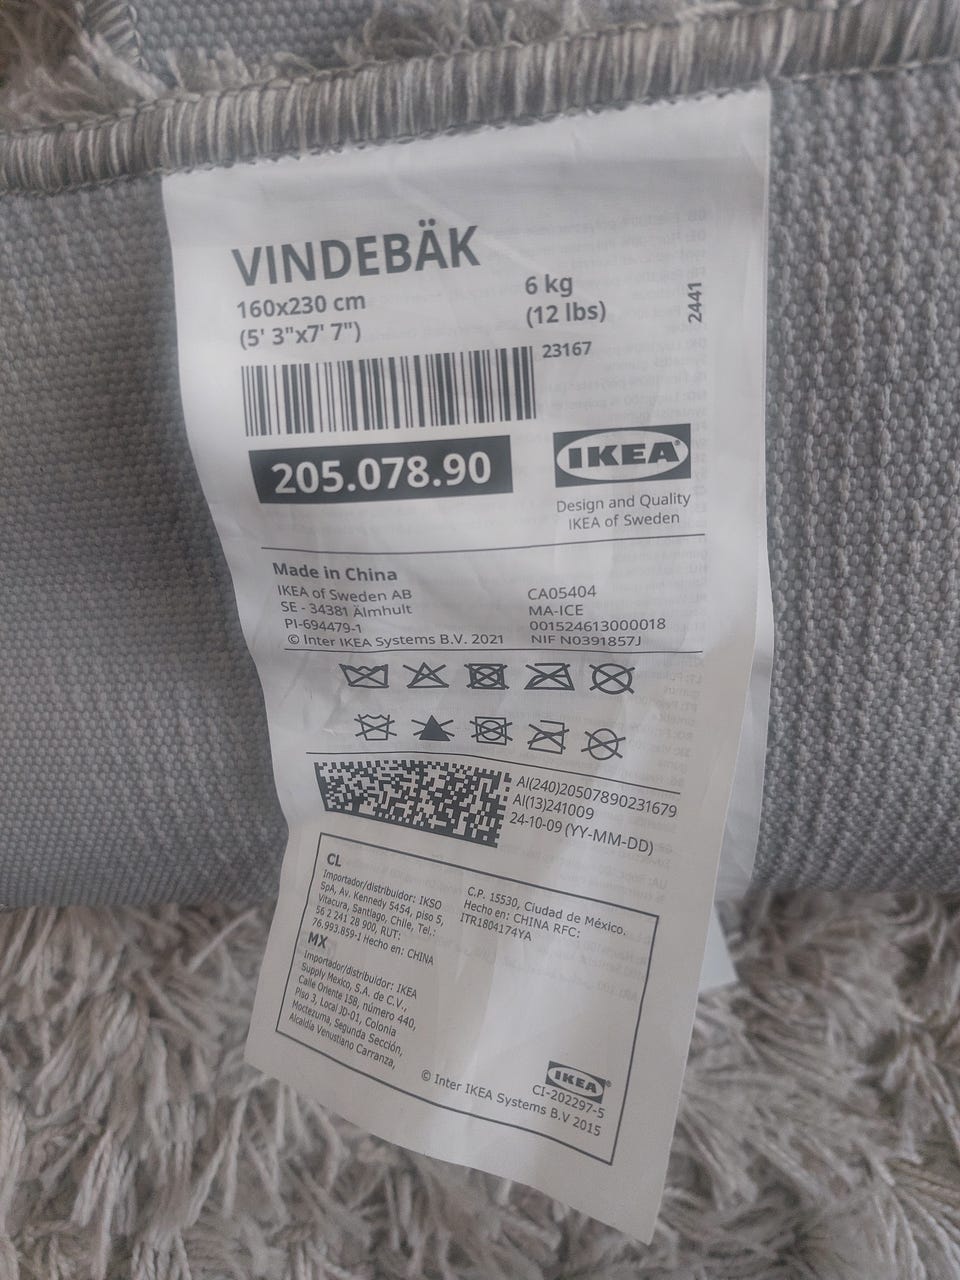 VINDEBÄK
160x230 cm
(5' 3"x7' 7")
6 kg
(12 lbs)
2441
23167
205.078.90
IKEA®
Design and Quality
IKEA of Sweden
Made in China
IKEA of Sweden AB
SE - 34381 Älmhult
PI-694479-1
© Inter IKEA Systems B.V. 2021
CA05404
MA-ICE
001524613000018
NIF N0391857J
AI(240)20507890231679
AI(13)241009
24-10-09 (YY-MM-DD)
CL
Importador/distribuidor: IKSO
SpA, Av. Kennedy 5454, piso 5,
Vitacura, Santiago, Chile, Tel.:
56 2 241 28 900, RUT:
76.993.859-1 Hecho en: CHINA
MX
Importador/distribuidor: IKEA
Supply Mexico, S.A. de C.V.,
Calle Oriente 158, número 440,
Piso 3, Local JD-01, Colonia
Moctezuma, Segunda Sección,
Alcaldía Venustiano Carranza,
C.P. 15530, Ciudad de México.
Hecho en: CHINA RFC:
ITR1804174YA
IKEA®
CI-202297-5
© Inter IKEA Systems B.V 2015